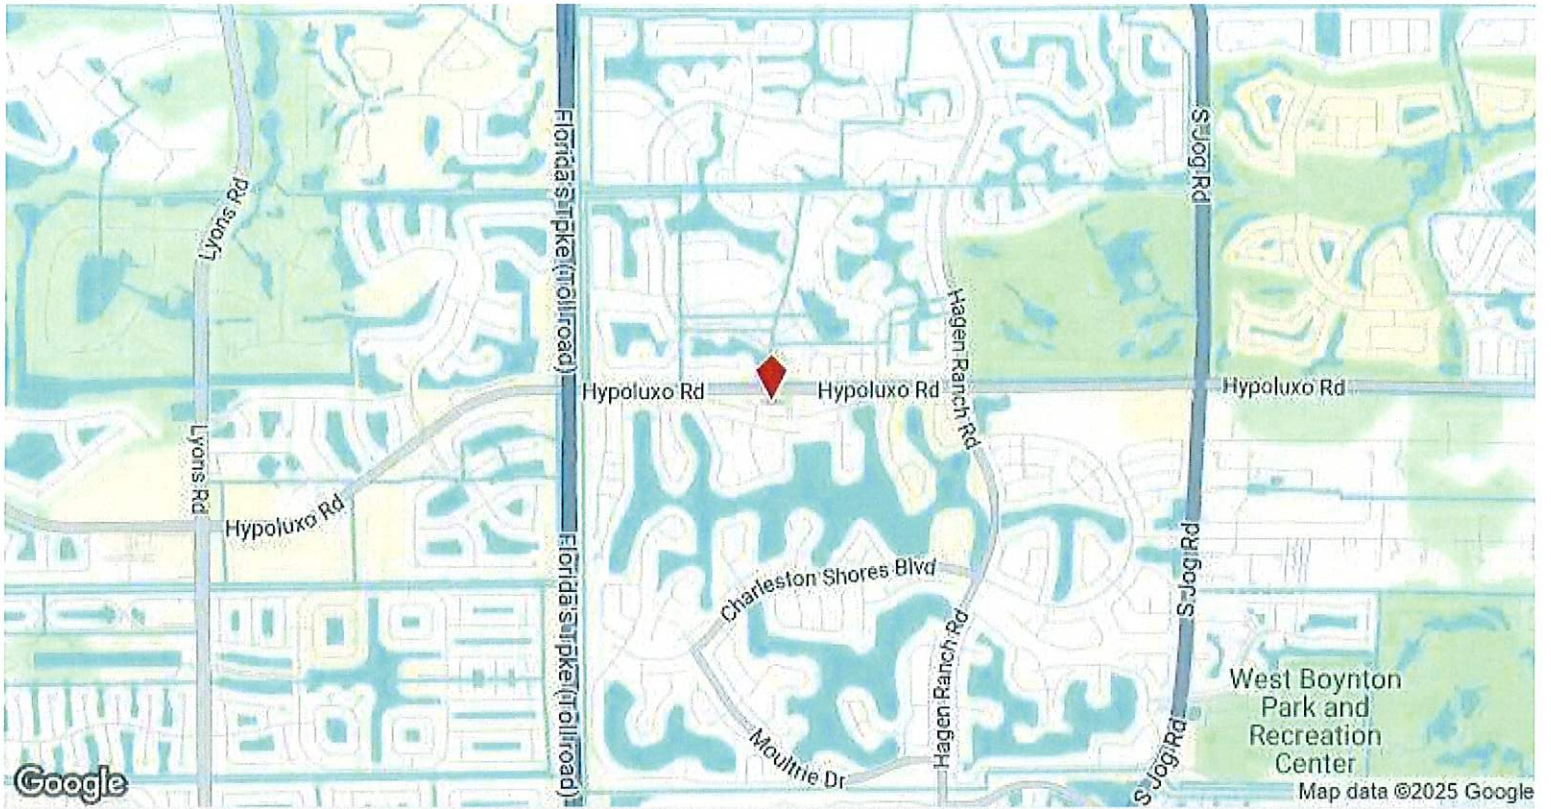 S Jog Rd
Florida's Tpke (Toll road)
Lyons Rd
Hagen Ranch Rd
Hypoluxo Rd
Hypoluxo Rd
Hypoluxo Rd
Lyons Rd
Hypoluxo Rd
S Jog Rd
Florida's Tpke (Toll road)
Charleston Shores Blvd
Hagen Ranch Rd
West Boynton
Park and
Recreation
Center
Moultrie Dr
S Jog Rd
Google
Map data ©2025 Google